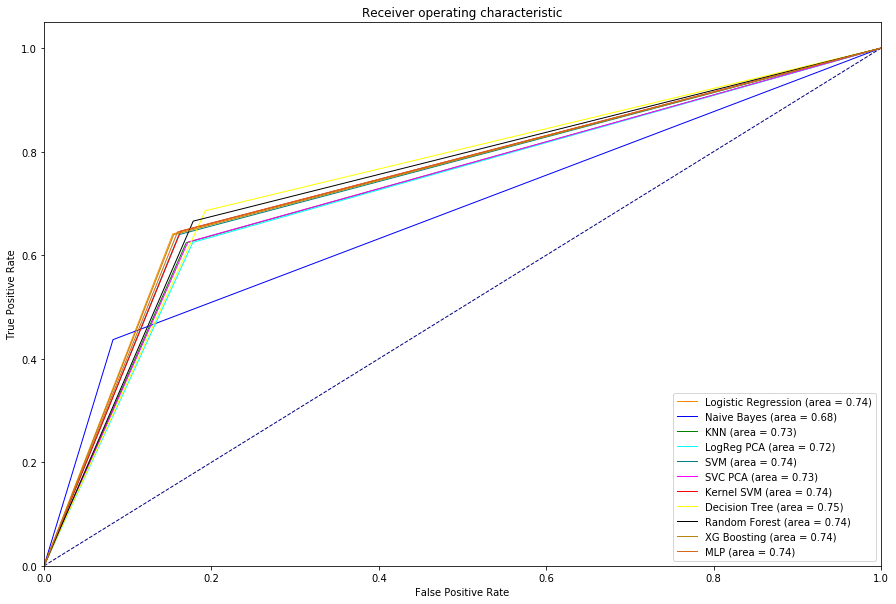 Receiver operating characteristic
1.0
0.8
0.6
0.4
0.2
0.0
True Positive Rate
Logistic Regression (area = 0.74)
Naive Bayes (area = 0.68)
KNN (area = 0.73)
LogReg PCA (area = 0.72)
SVM (area = 0.74)
SVC PCA (area = 0.73)
Kernel SVM (area = 0.74)
Decision Tree (area = 0.75)
Random Forest (area = 0.74)
XG Boosting (area = 0.74)
MLP (area = 0.74)
0.0 0.2 0.4 0.6 0.8 1.0
False Positive Rate